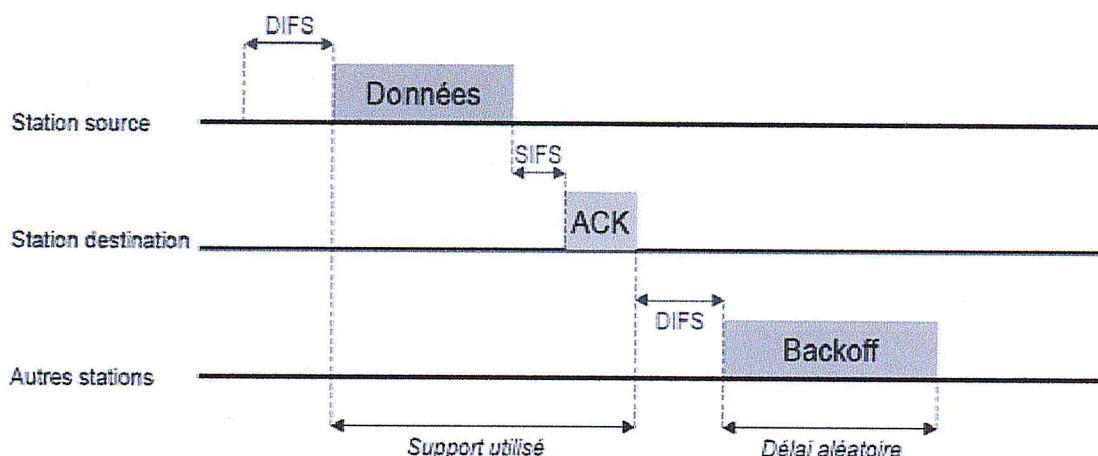 DIFS
Données
Station source
SIFS
ACK
Station destination
DIFS
Backoff
Autres stations
Support utilisé
Délai aléatoire